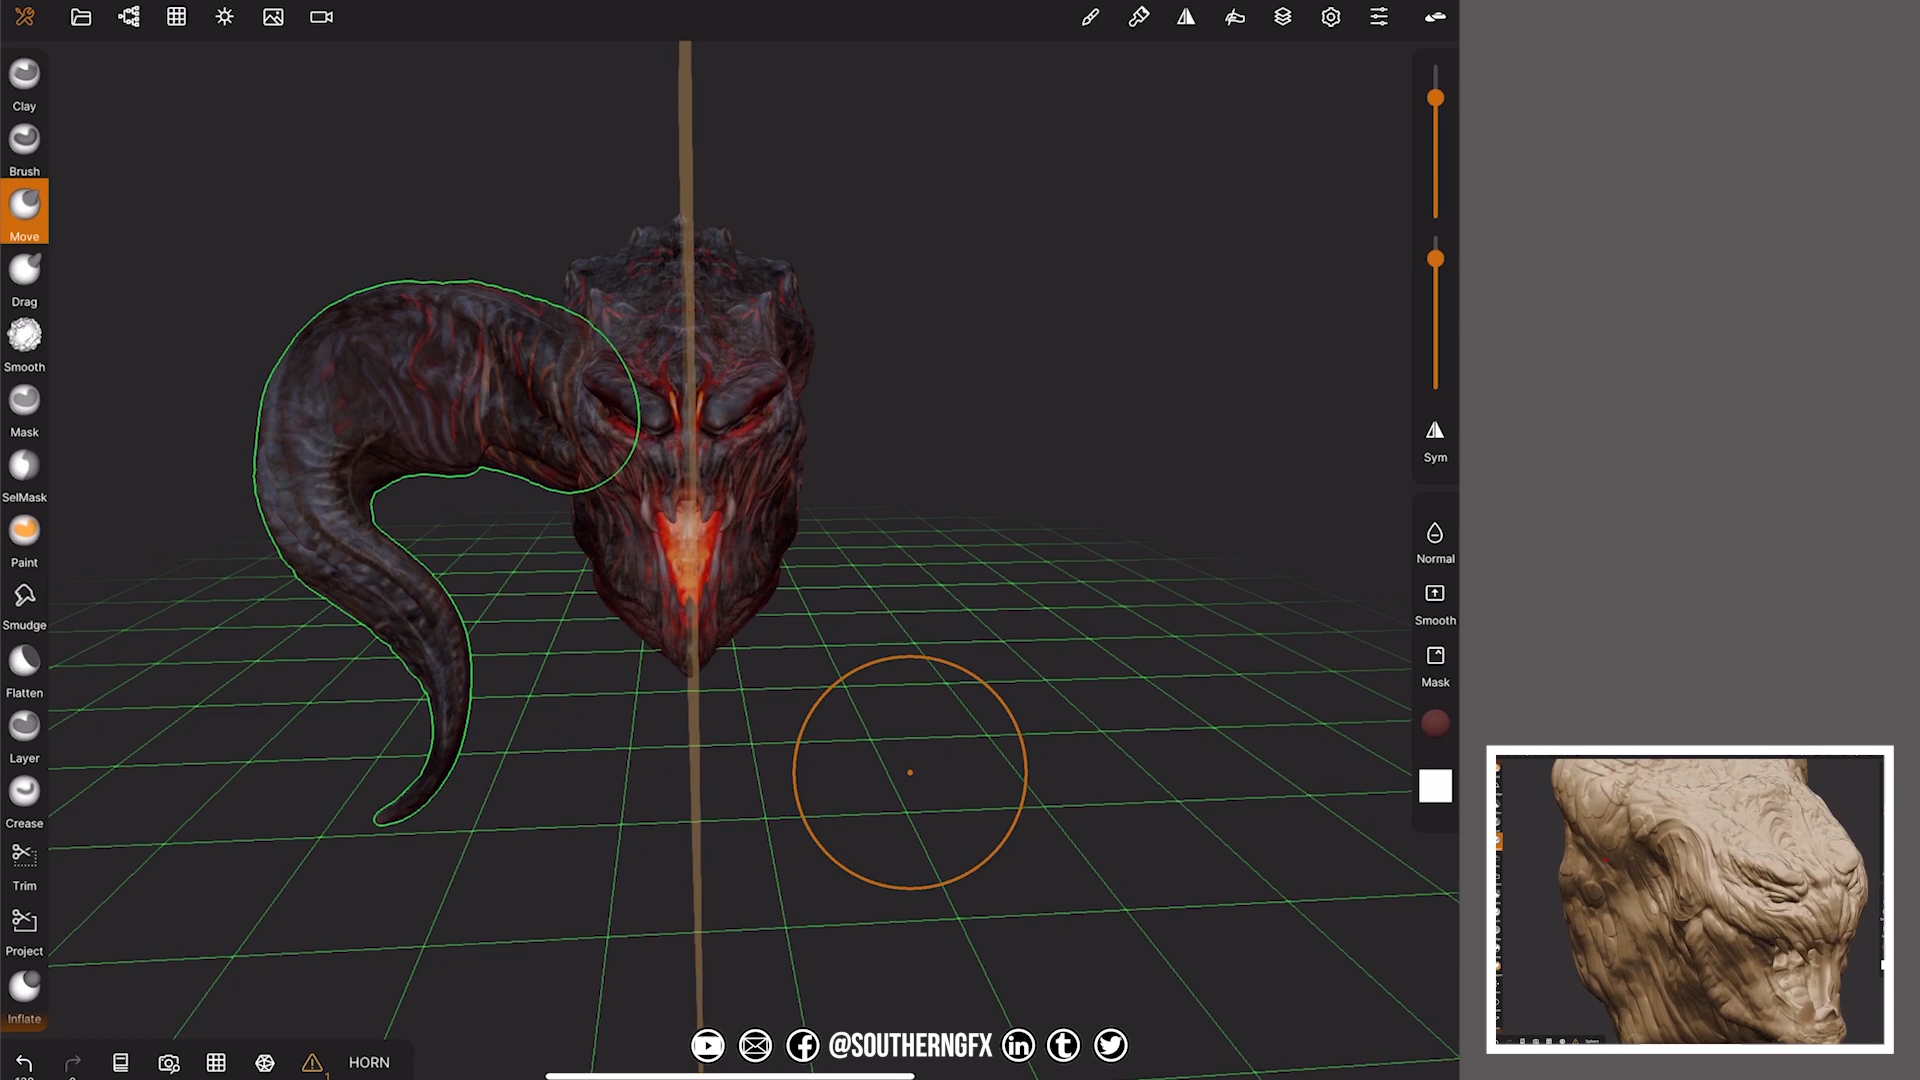 Clay
Brush
Move
Drag
Smooth
Mask
SelMask
Paint
Smudge
Flatten
Layer
Crease
Trim
Project
Inflate
Sym
Normal
Smooth
Mask
1
HORN
@SOUTHERNGFX